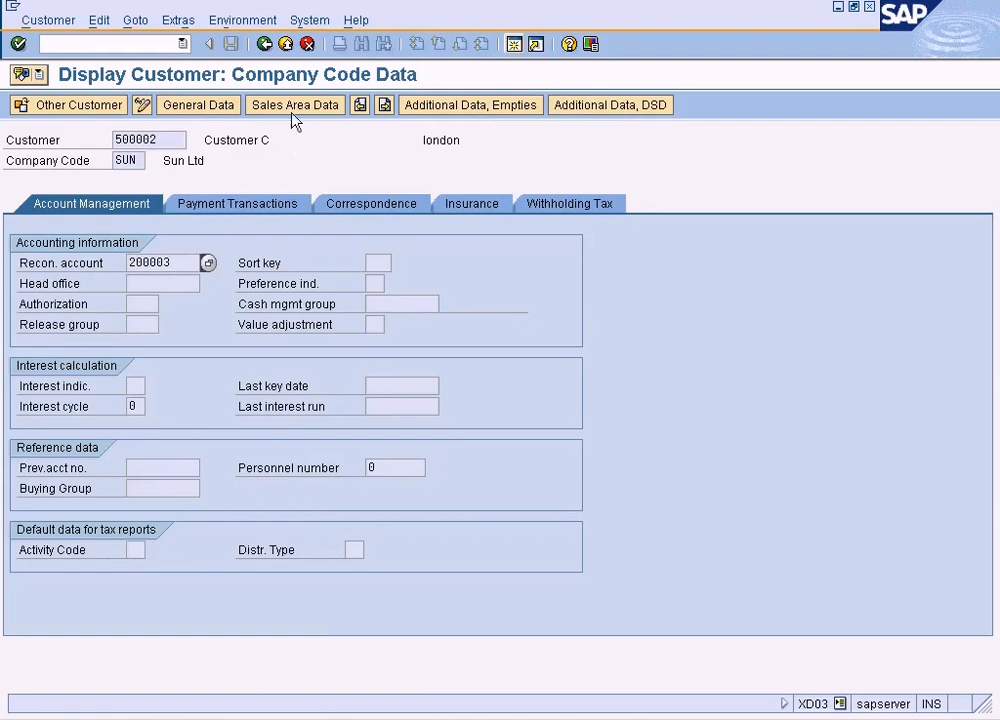 Customer Edit Goto Extras Environment System Help
SAP
Display Customer: Company Code Data
Other Customer General Data Sales Area Data Additional Data, Empties Additional Data, DSD
Customer 500002 Customer C london
Company Code SUN Sun Ltd
Account Management Payment Transactions Correspondence Insurance Withholding Tax
Accounting information
Recon. account 200003 Sort key
Head office Preference ind.
Authorization Cash mgmt group
Release group Value adjustment
Interest calculation
Interest indic. Last key date
Interest cycle 0 Last interest run
Reference data
Prev.acct no. Personnel number 0
Buying Group
Default data for tax reports
Activity Code Distr. Type
XD03 sapserver INS